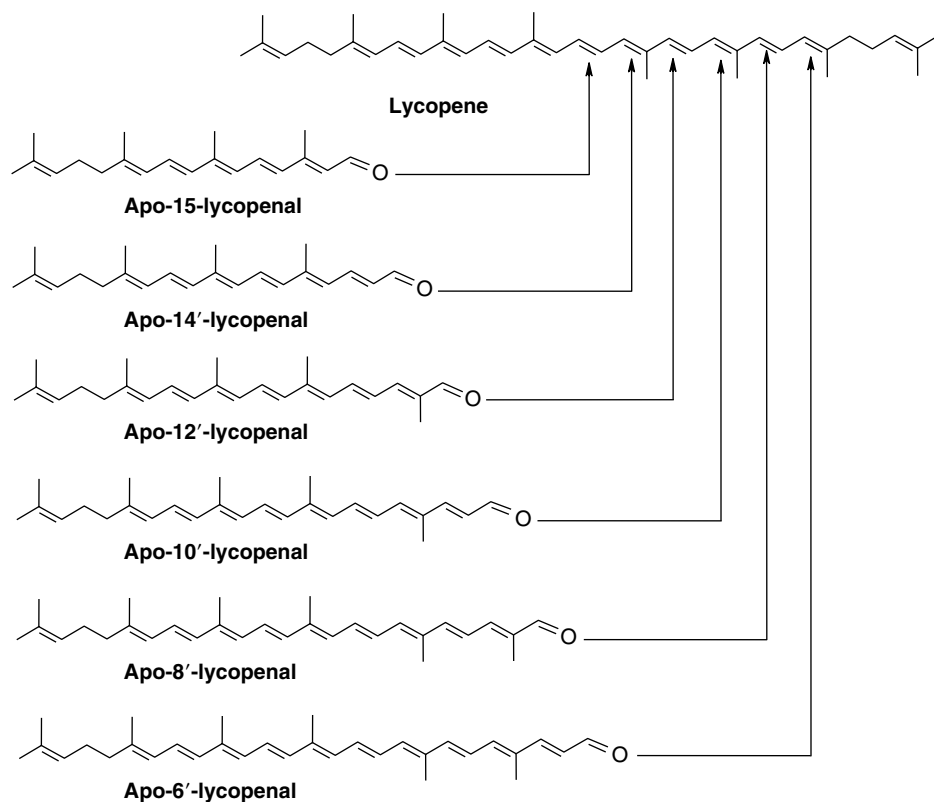 Lycopene
O
Apo-15-lycopenal
O
Apo-14′-lycopenal
O
Apo-12′-lycopenal
O
Apo-10′-lycopenal
O
Apo-8′-lycopenal
O
Apo-6′-lycopenal